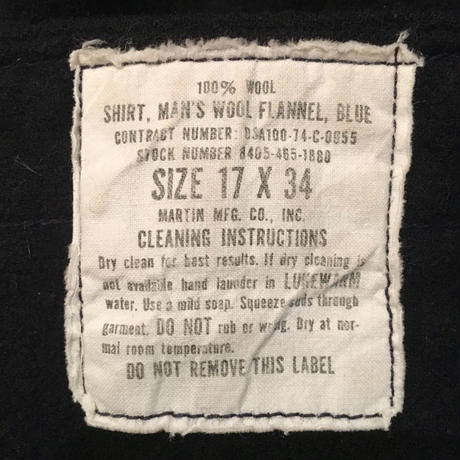 100% WOOL
SHIRT, MAN'S WOOL FLANNEL, BLUE
CONTRACT NUMBER: DSA100-74-C-0855
STOCK NUMBER 8405-465-1880
SIZE 17 X 34
MARTIN MFG. CO., INC.
CLEANING INSTRUCTIONS
Dry clean for best results. If dry cleaning is
not available hand launder in LUKEWARM
water. Use a mild soap. Squeeze suds through
garment. DO NOT rub or wring. Dry at nor-
mal room temperature.
DO NOT REMOVE THIS LABEL